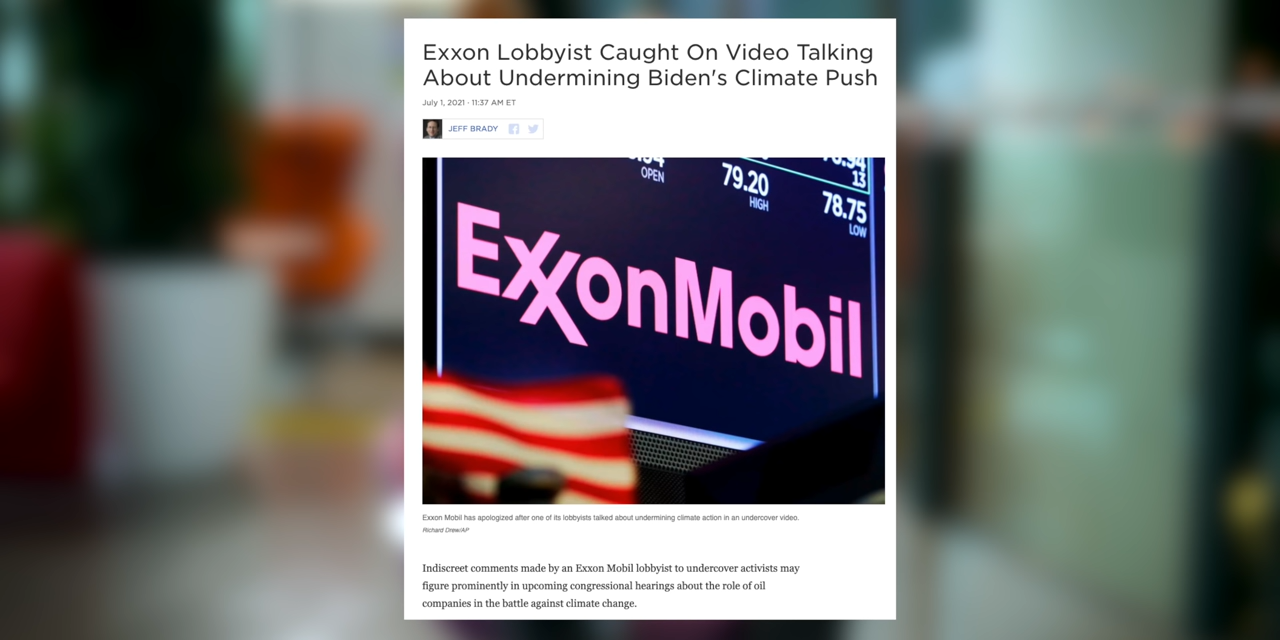 Exxon Lobbyist Caught On Video Talking
About Undermining Biden's Climate Push
July 1, 2021 · 11:37 AM ET
JEFF BRADY
OPEN
79.20
HIGH
13
78.75
LOW
ExxonMobil
Exxon Mobil has apologized after one of its lobbyists talked about undermining climate action in an undercover video.
Richard Drew/AP
Indiscreet comments made by an Exxon Mobil lobbyist to undercover activists may
figure prominently in upcoming congressional hearings about the role of oil
companies in the battle against climate change.